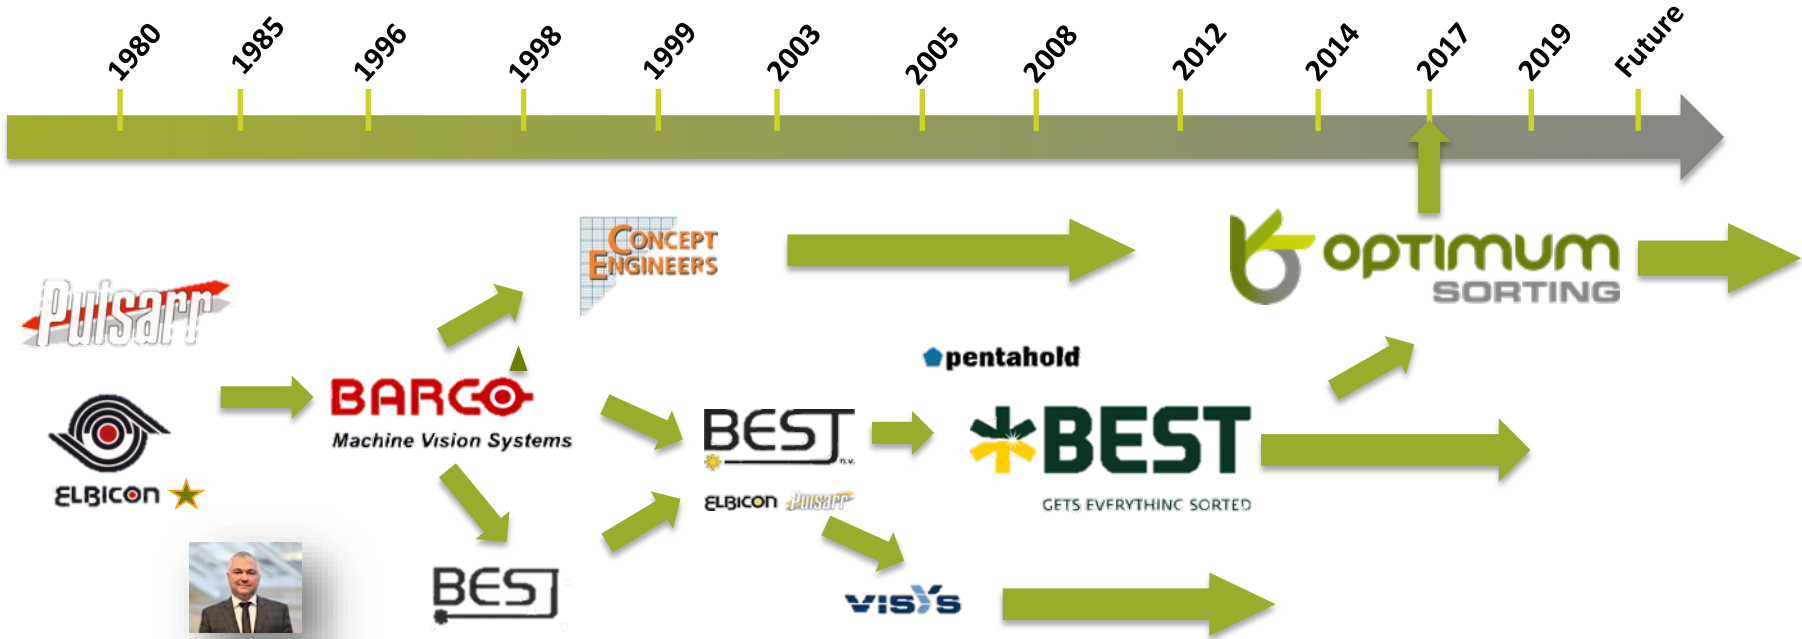 1980
1985
1996
1998
1999
2003
2005
2008
2012
2014
2017
2019
Future
CONCEPT
ENGINEERS
OPTIMUM
SORTING
Pulsarr
pentahold
BARCO
Machine Vision Systems
ELBICON
BEST
n.v.
ELBICON Pulsarr
BEST
GETS EVERYTHING SORTED
BEST
VISYS